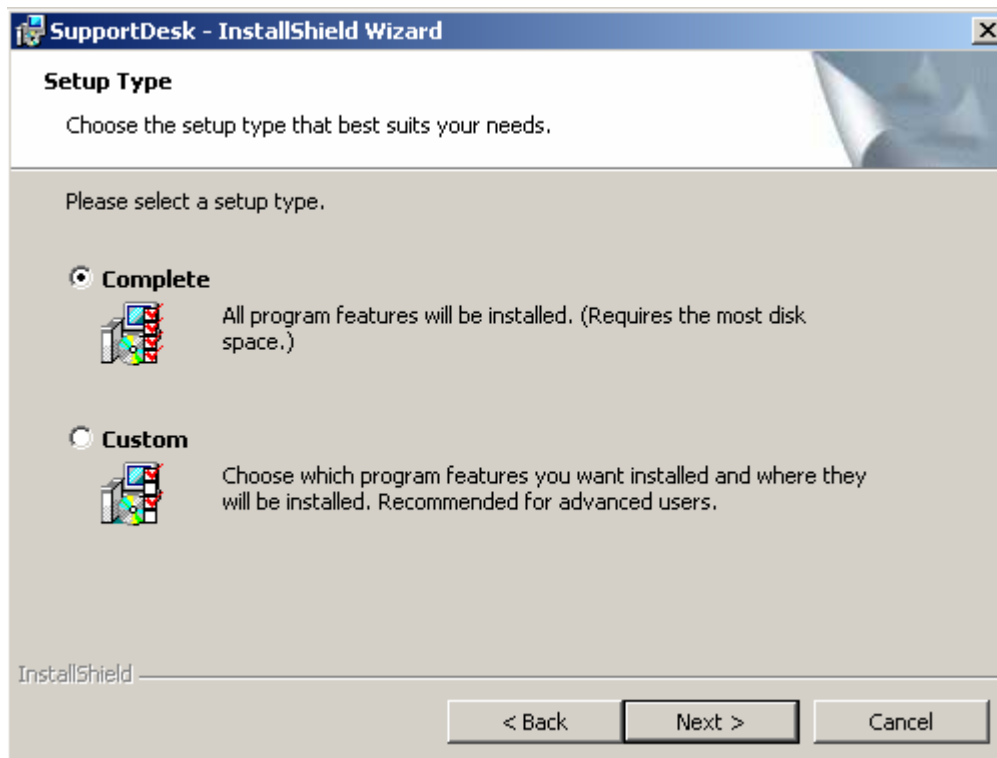 SupportDesk - InstallShield Wizard
Setup Type
Choose the setup type that best suits your needs.
Please select a setup type.
Complete
All program features will be installed. (Requires the most disk
space.)
Custom
Choose which program features you want installed and where they
will be installed. Recommended for advanced users.
InstallShield
< Back
Next >
Cancel